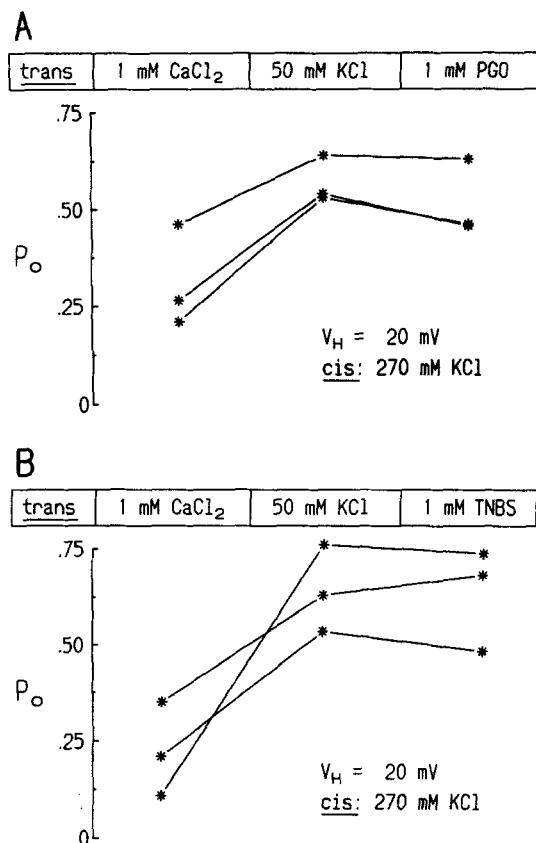 A
trans 1 mM CaCl₂ 50 mM KCl 1 mM PGO
.75
.50
Pₒ
.25
V_H = 20 mV
cis: 270 mM KCl
0
B
trans 1 mM CaCl₂ 50 mM KCl 1 mM TNBS
.75
.50
Pₒ
.25
V_H = 20 mV
cis: 270 mM KCl
0